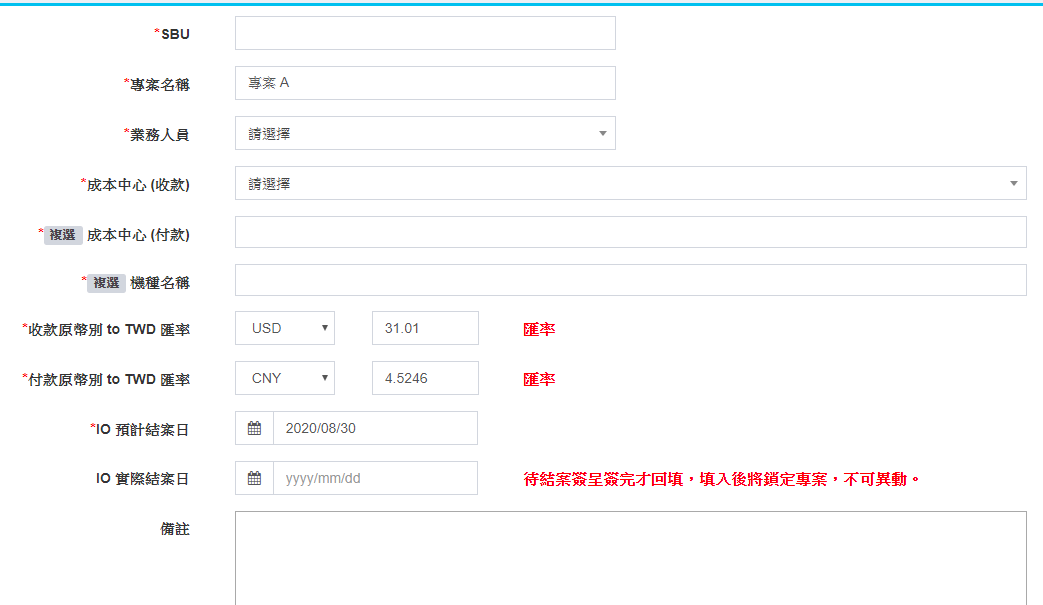 *SBU
*專案名稱 專案 A
*業務人員 請選擇
*成本中心 (收款) 請選擇
*複選 成本中心 (付款)
*複選 機種名稱
*收款原幣別 to TWD 匯率 USD 31.01 匯率
*付款原幣別 to TWD 匯率 CNY 4.5246 匯率
*IO 預計結案日 2020/08/30
IO 實際結案日 yyyy/mm/dd 待結案簽呈簽完才回填，填入後將鎖定專案，不可異動。
備註